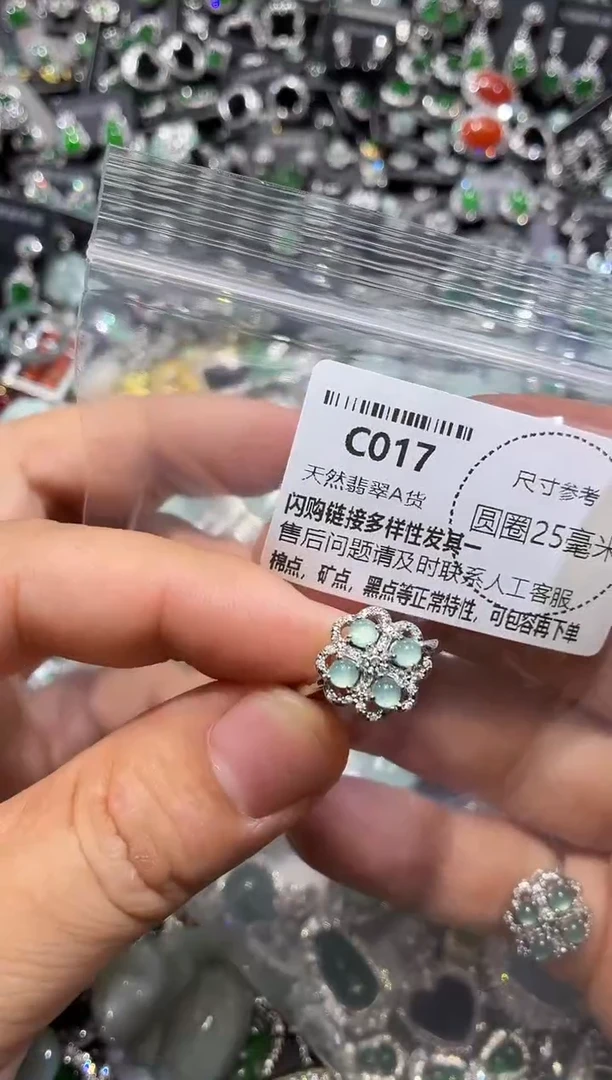 C017
天然翡翠A货
尺寸参考
圆圈25毫米
闪购链接多样性发其一
售后问题请及时联系人工客服
棉点，矿点，黑点等正常特性，可包容再下单